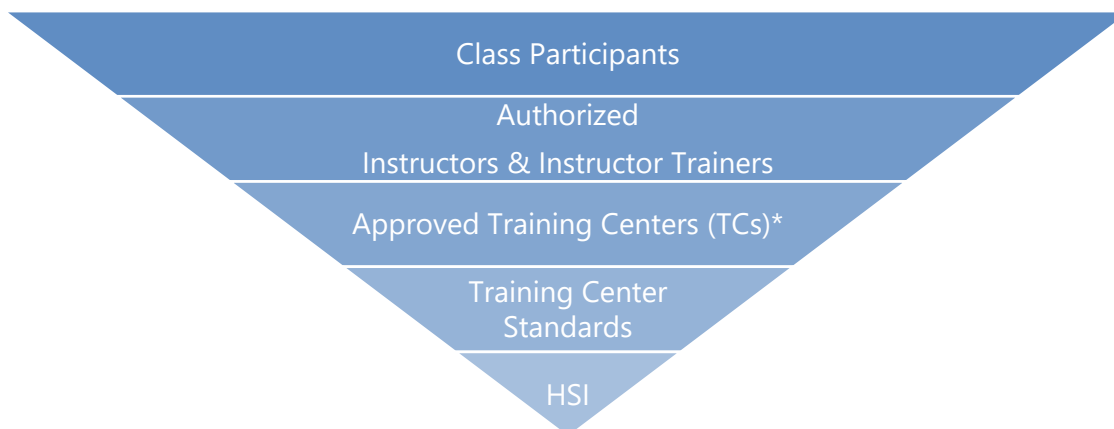 Class Participants
Authorized
Instructors & Instructor Trainers
Approved Training Centers (TCs)*
Training Center
Standards
HSI